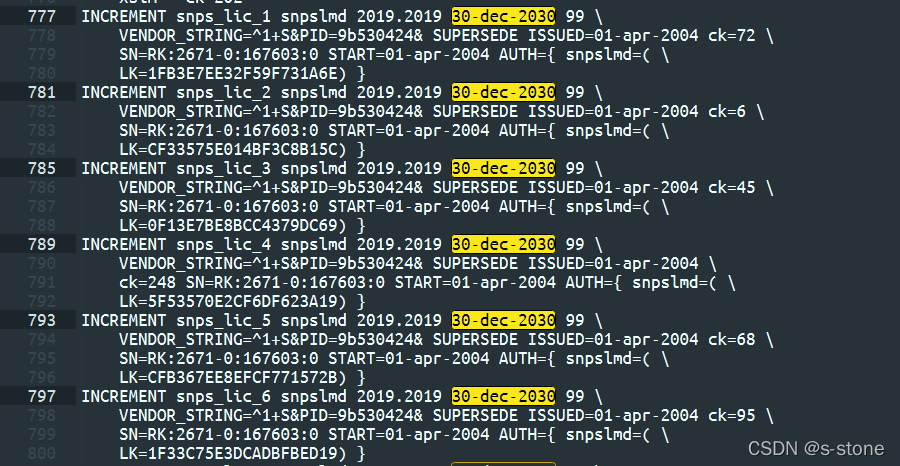 777 INCREMENT snps_lic_1 snpslmd 2019.2019 30-dec-2030 99 \
778 VENDOR_STRING=^1+S&PID=9b530424& SUPERSEDE ISSUED=01-apr-2004 ck=72 \
779 SN=RK:2671-0:167603:0 START=01-apr-2004 AUTH={ snpslmd=( \
780 LK=1FB3E7EE32F59F731A6E) }
781 INCREMENT snps_lic_2 snpslmd 2019.2019 30-dec-2030 99 \
782 VENDOR_STRING=^1+S&PID=9b530424& SUPERSEDE ISSUED=01-apr-2004 ck=6 \
783 SN=RK:2671-0:167603:0 START=01-apr-2004 AUTH={ snpslmd=( \
784 LK=CF33575E014BF3C8B15C) }
785 INCREMENT snps_lic_3 snpslmd 2019.2019 30-dec-2030 99 \
786 VENDOR_STRING=^1+S&PID=9b530424& SUPERSEDE ISSUED=01-apr-2004 ck=45 \
787 SN=RK:2671-0:167603:0 START=01-apr-2004 AUTH={ snpslmd=( \
788 LK=0F13E7BE8BCC4379DC69) }
789 INCREMENT snps_lic_4 snpslmd 2019.2019 30-dec-2030 99 \
790 VENDOR_STRING=^1+S&PID=9b530424& SUPERSEDE ISSUED=01-apr-2004 \
791 ck=248 SN=RK:2671-0:167603:0 START=01-apr-2004 AUTH={ snpslmd=( \
792 LK=5F53570E2CF6DF623A19) }
793 INCREMENT snps_lic_5 snpslmd 2019.2019 30-dec-2030 99 \
794 VENDOR_STRING=^1+S&PID=9b530424& SUPERSEDE ISSUED=01-apr-2004 ck=68 \
795 SN=RK:2671-0:167603:0 START=01-apr-2004 AUTH={ snpslmd=( \
796 LK=CFB367EE8EFCF771572B) }
797 INCREMENT snps_lic_6 snpslmd 2019.2019 30-dec-2030 99 \
798 VENDOR_STRING=^1+S&PID=9b530424& SUPERSEDE ISSUED=01-apr-2004 ck=95 \
799 SN=RK:2671-0:167603:0 START=01-apr-2004 AUTH={ snpslmd=( \
800 LK=1F33C75E3DCADBFBED19) }
CSDN @s-stone